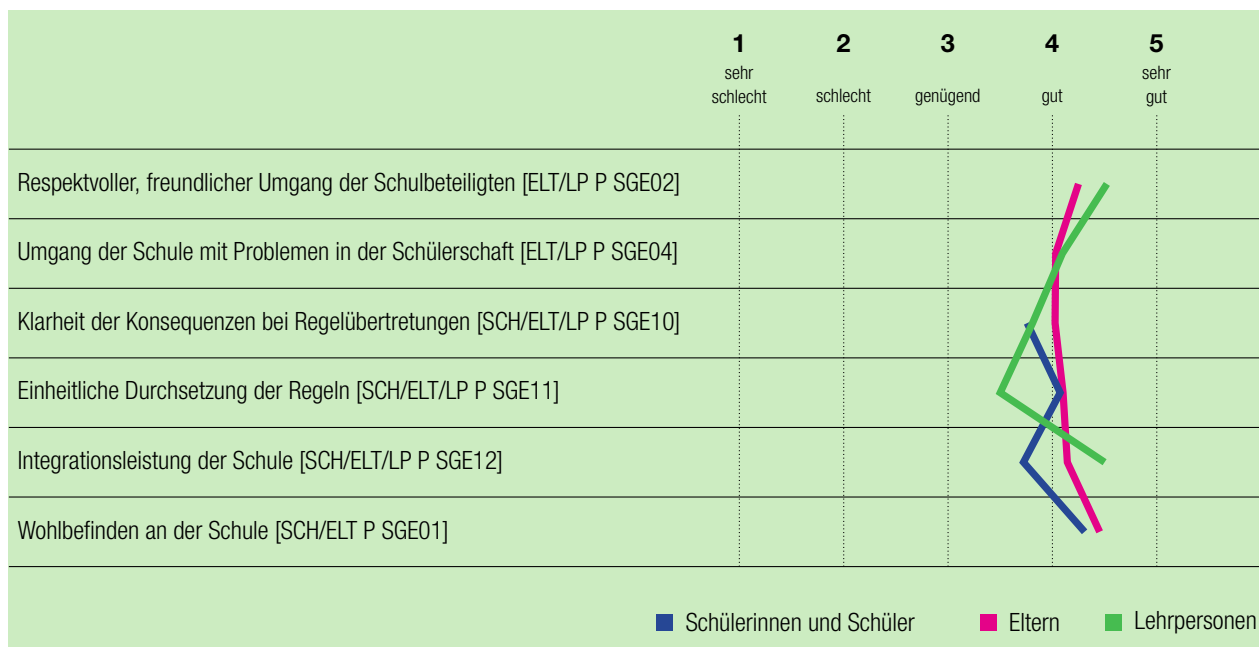 1 2 3 4 5
sehr schlecht schlecht genügend gut sehr gut
Respektvoller, freundlicher Umgang der Schulbeteiligten [ELT/LP P SGE02]
Umgang der Schule mit Problemen in der Schülerschaft [ELT/LP P SGE04]
Klarheit der Konsequenzen bei Regelübertretungen [SCH/ELT/LP P SGE10]
Einheitliche Durchsetzung der Regeln [SCH/ELT/LP P SGE11]
Integrationsleistung der Schule [SCH/ELT/LP P SGE12]
Wohlbefinden an der Schule [SCH/ELT P SGE01]
Schülerinnen und Schüler Eltern Lehrpersonen